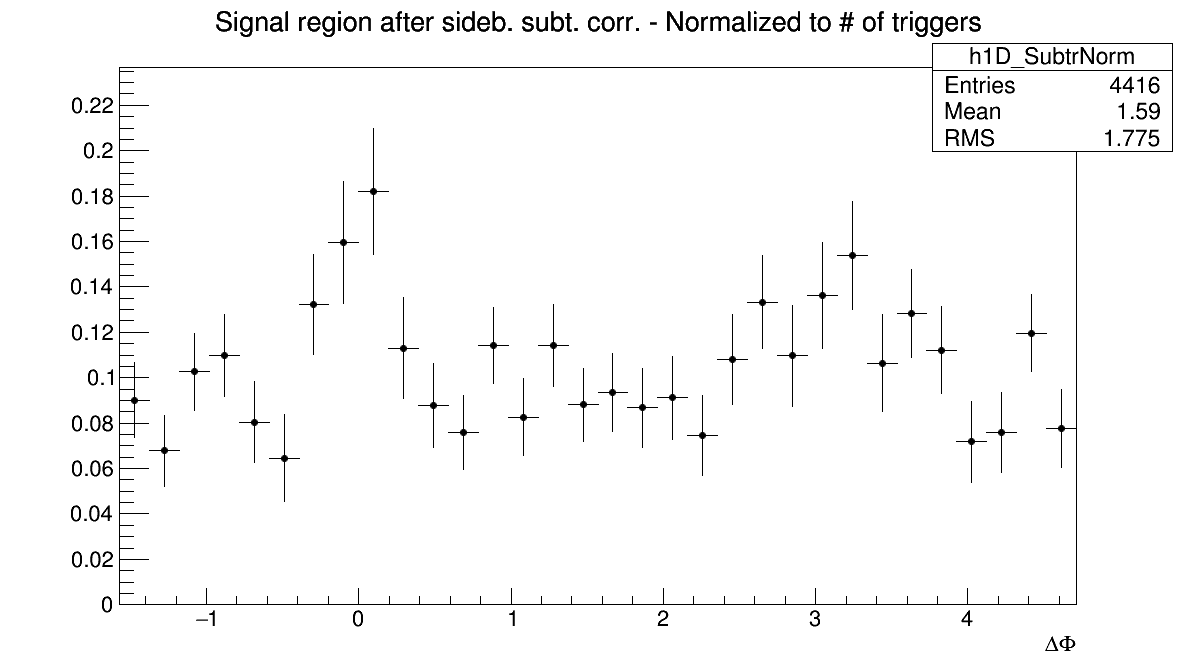 Signal region after sideb. subt. corr. - Normalized to # of triggers
h1D_SubtrNorm
Entries 4416
Mean 1.59
RMS 1.775
0.22
0.2
0.18
0.16
0.14
0.12
0.1
0.08
0.06
0.04
0.02
0
−1 0 1 2 3 4
ΔΦ